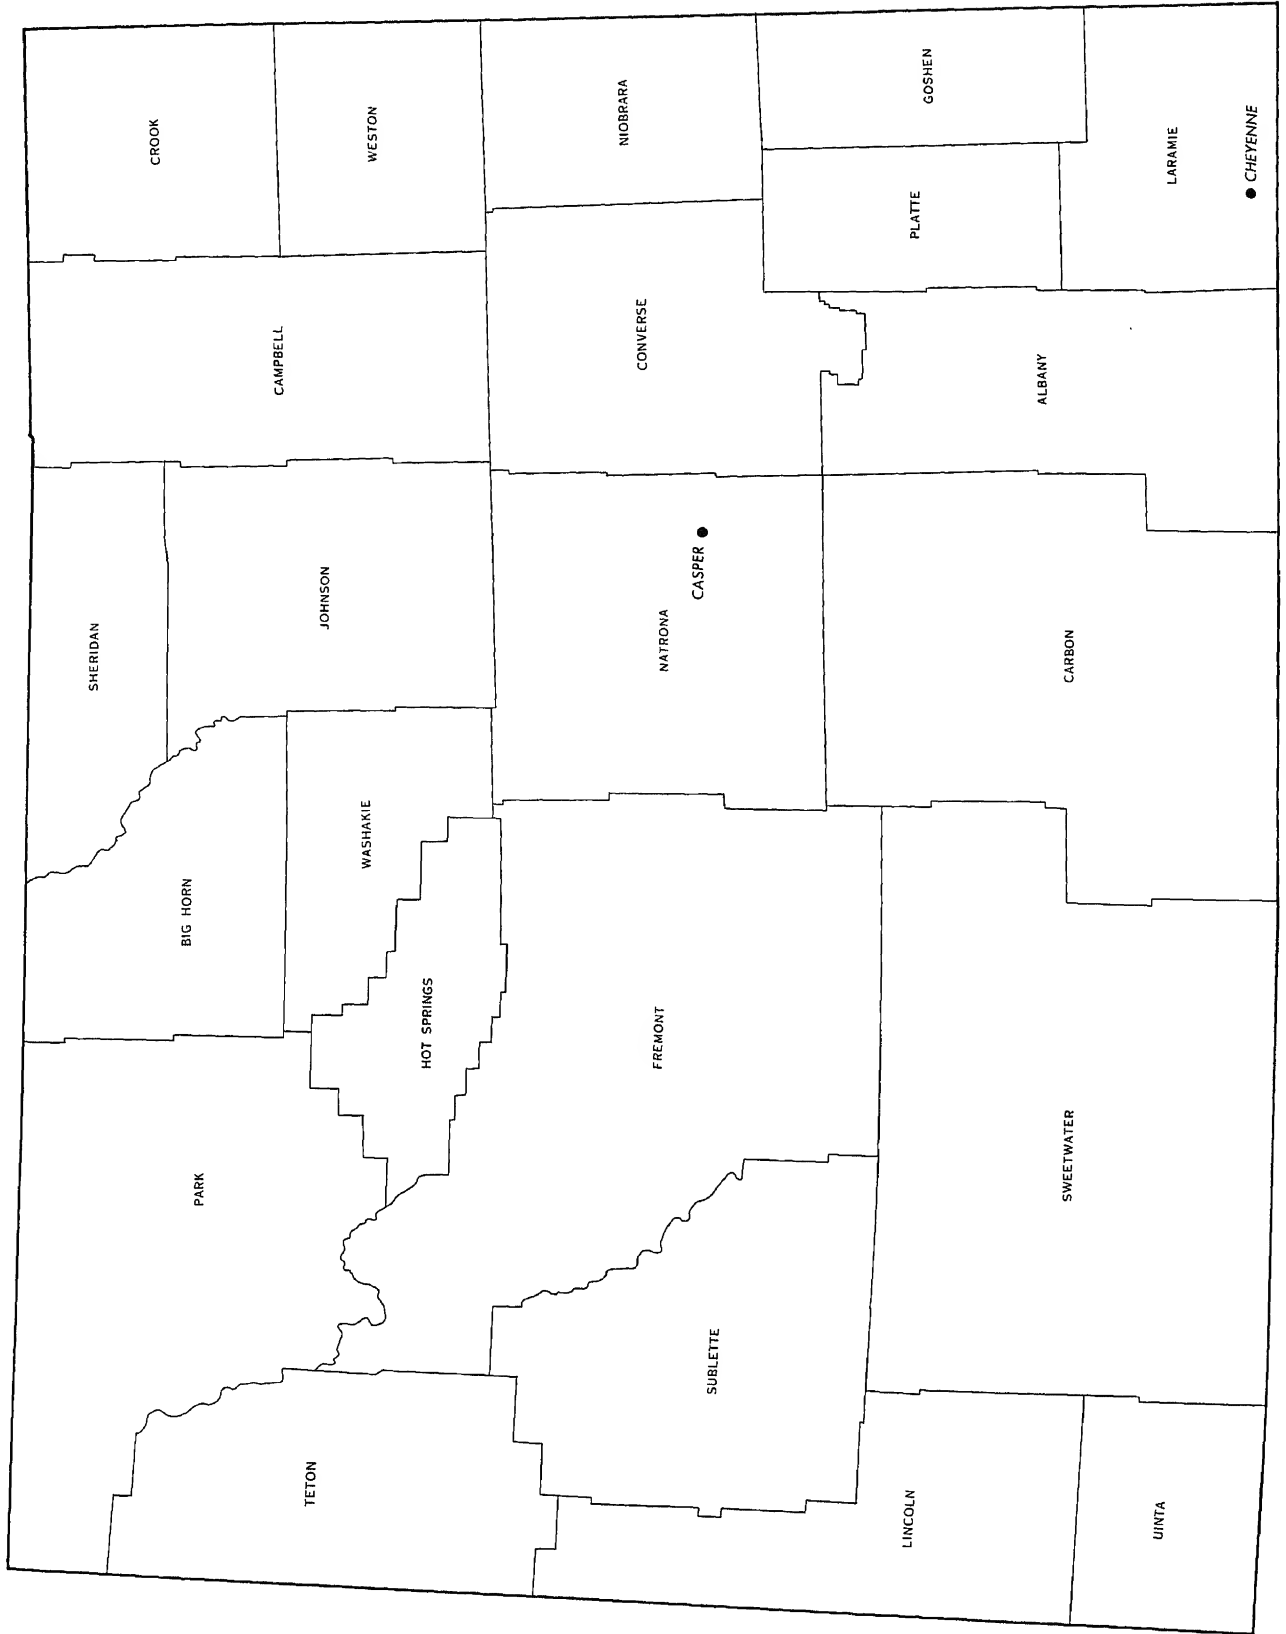 PARK
BIG HORN
SHERIDAN
CAMPBELL
CROOK
TETON
HOT SPRINGS
WASHAKIE
JOHNSON
WESTON
SUBLETTE
FREMONT
NATRONA
CASPER
CONVERSE
NIOBRARA
LINCOLN
SWEETWATER
CARBON
ALBANY
PLATTE
GOSHEN
UINTA
LARAMIE
CHEYENNE